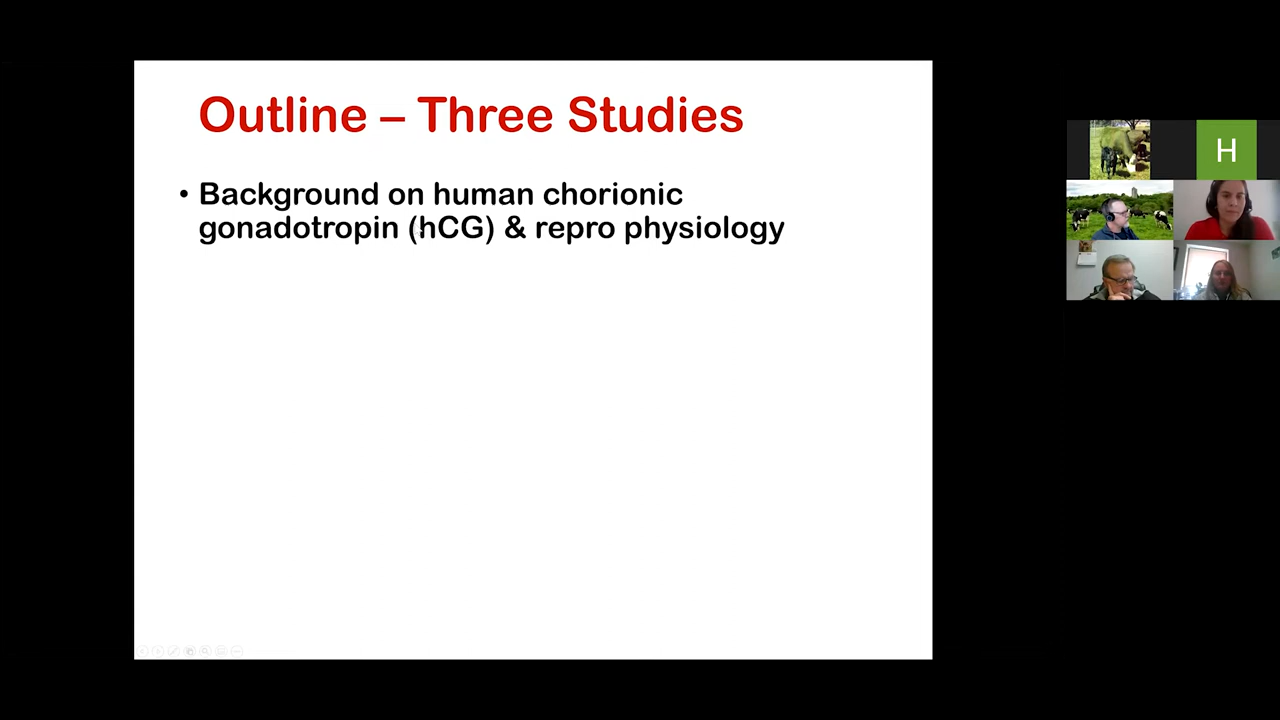 Outline – Three Studies
• Background on human chorionic
gonadotropin (hCG) & repro physiology
H